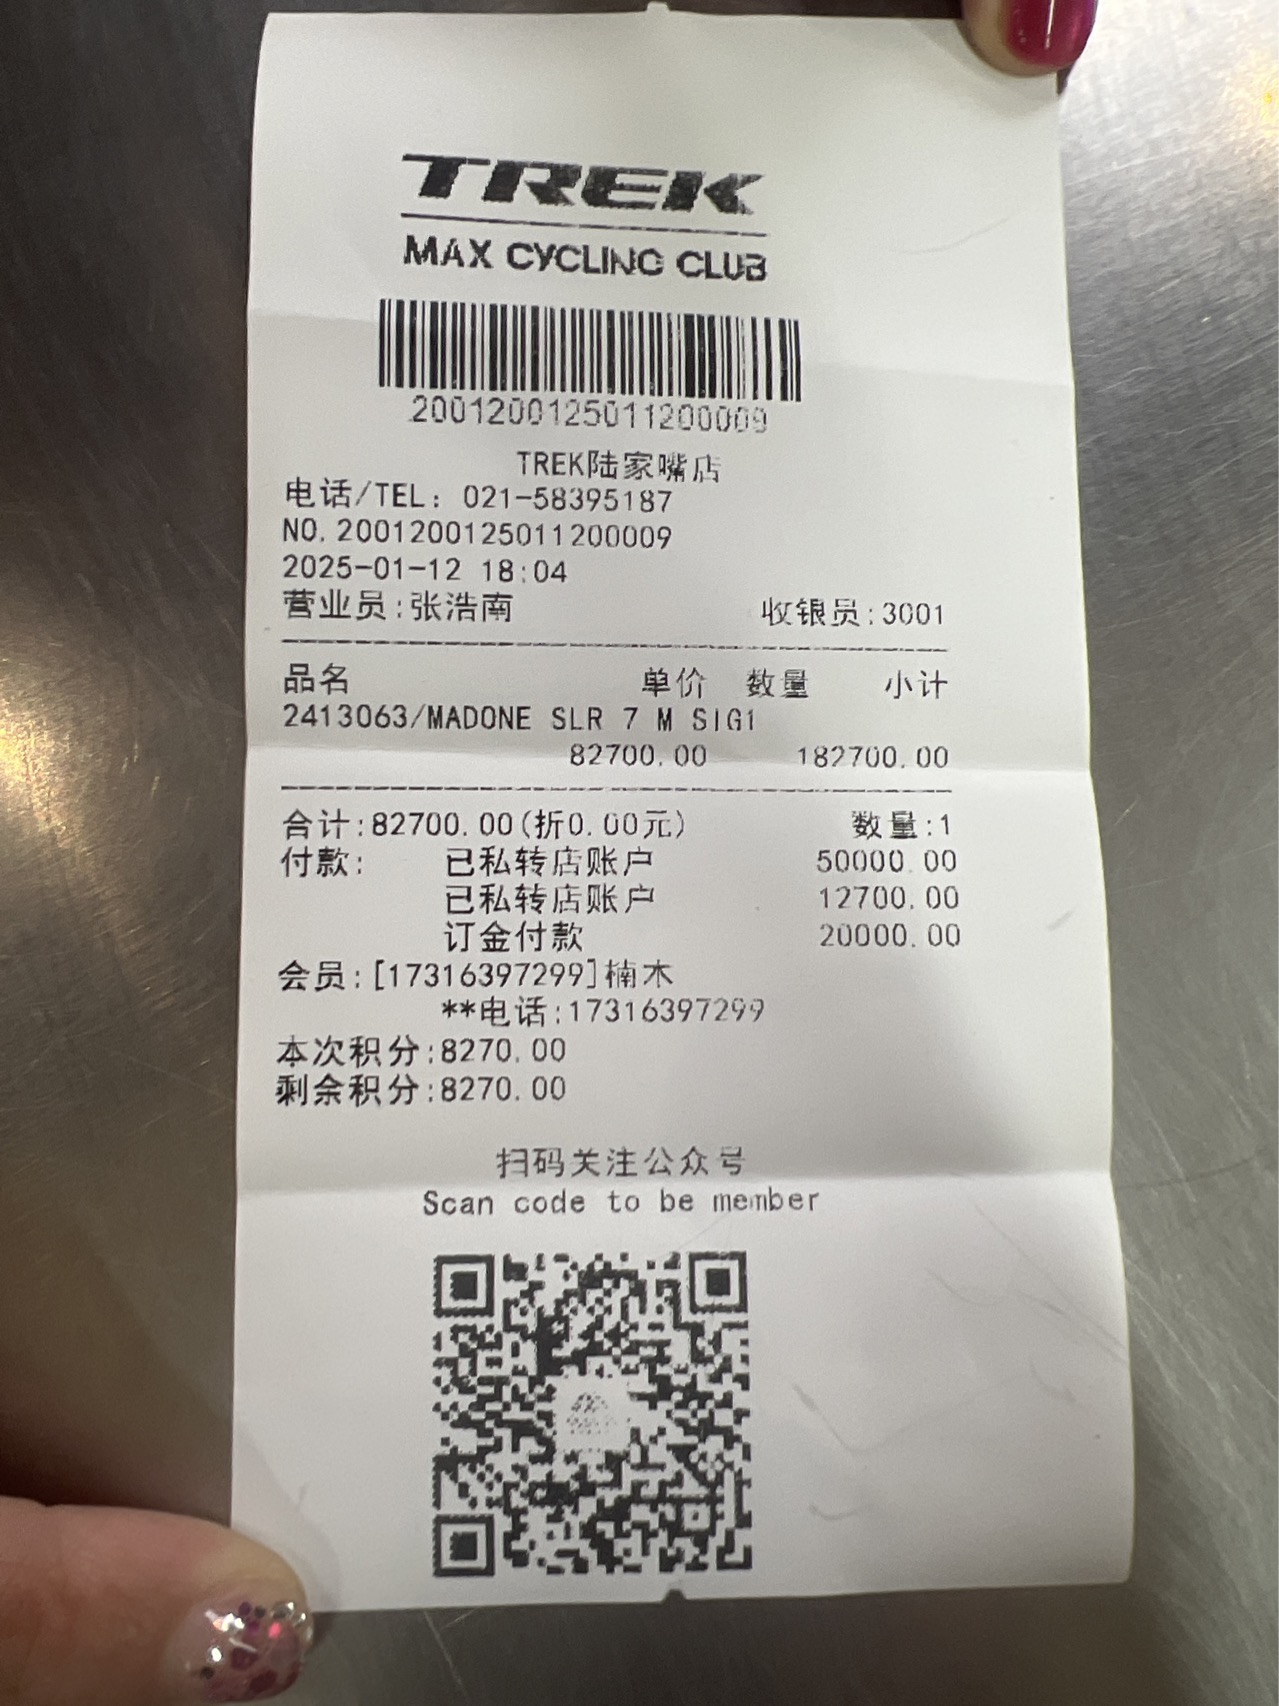 TREK
MAX CYCLING CLUB
2001200125011200009
TREK陆家嘴店
电话/TEL: 021-58395187
NO.2001200125011200009
2025-01-12 18:04
营业员:张浩南 收银员:3001
品名 单价 数量 小计
2413063/MADONE SLR 7 M SIG1
82700.00 182700.00
合计:82700.00(折0.00元) 数量:1
付款: 已私转店账户 50000.00
已私转店账户 12700.00
订金付款 20000.00
会员:[17316397299]楠木
**电话:17316397299
本次积分:8270.00
剩余积分:8270.00
扫码关注公众号
Scan code to be member